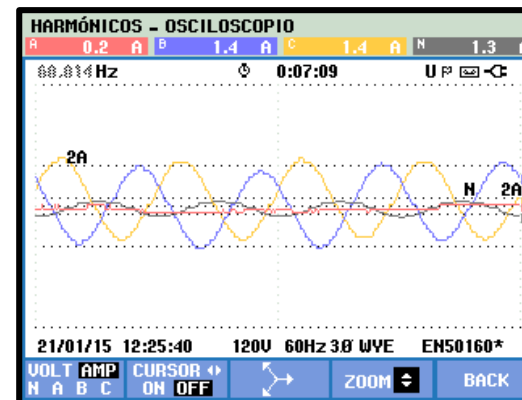 HARMÓNICOS - OSCILOSCOPIO
A 0.2 A B 1.4 A C 1.4 A N 1.3
Hz 0:07:09 U
2A
N 2A
21/01/15 12:25:40 120V 60Hz 3Ø WYE EN50160*
VOLT AMP CURSOR ZOOM BACK
N A B C ON OFF